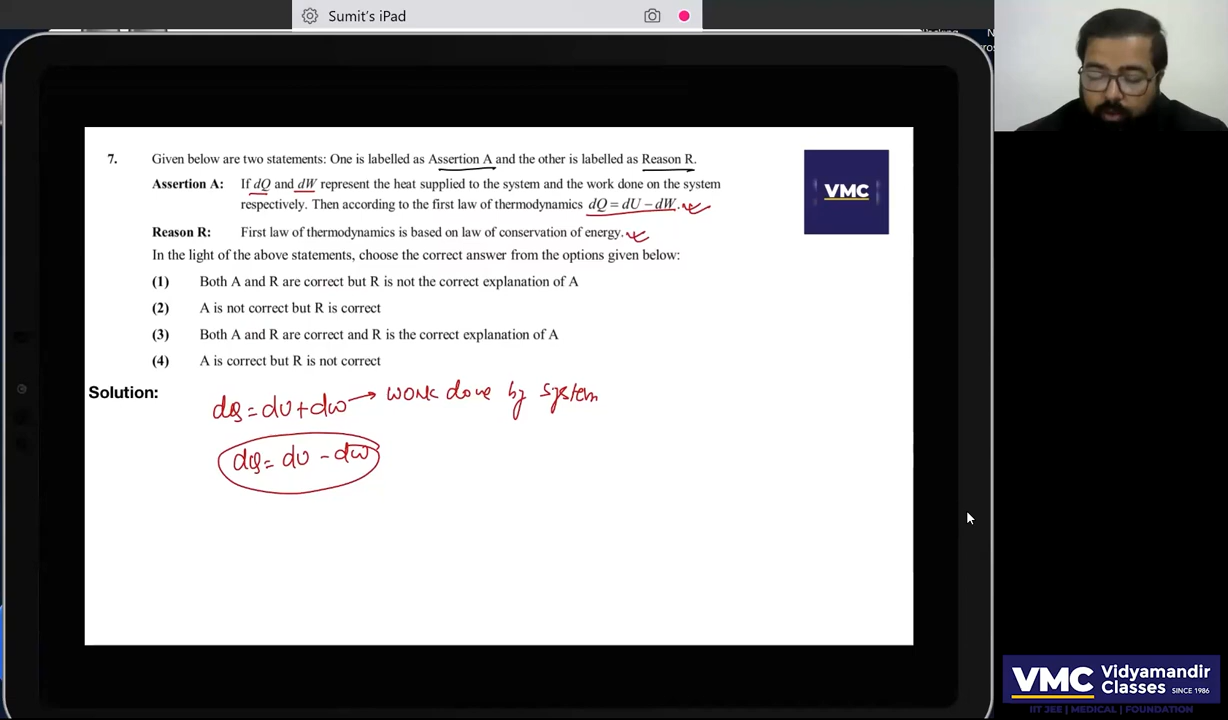 Sumit's iPad
7. Given below are two statements: One is labelled as Assertion A and the other is labelled as Reason R.
Assertion A: If dQ and dW represent the heat supplied to the system and the work done on the system
respectively. Then according to the first law of thermodynamics dQ = dU − dW.
Reason R: First law of thermodynamics is based on law of conservation of energy.
In the light of the above statements, choose the correct answer from the options given below:
(1) Both A and R are correct but R is not the correct explanation of A
(2) A is not correct but R is correct
(3) Both A and R are correct and R is the correct explanation of A
(4) A is correct but R is not correct
VMC
Solution:
dQ = dU + dW → work done by system
dQ = dU − dW
VMC Vidyamandir
Classes SINCE 1986
IIT JEE | MEDICAL | FOUNDATION